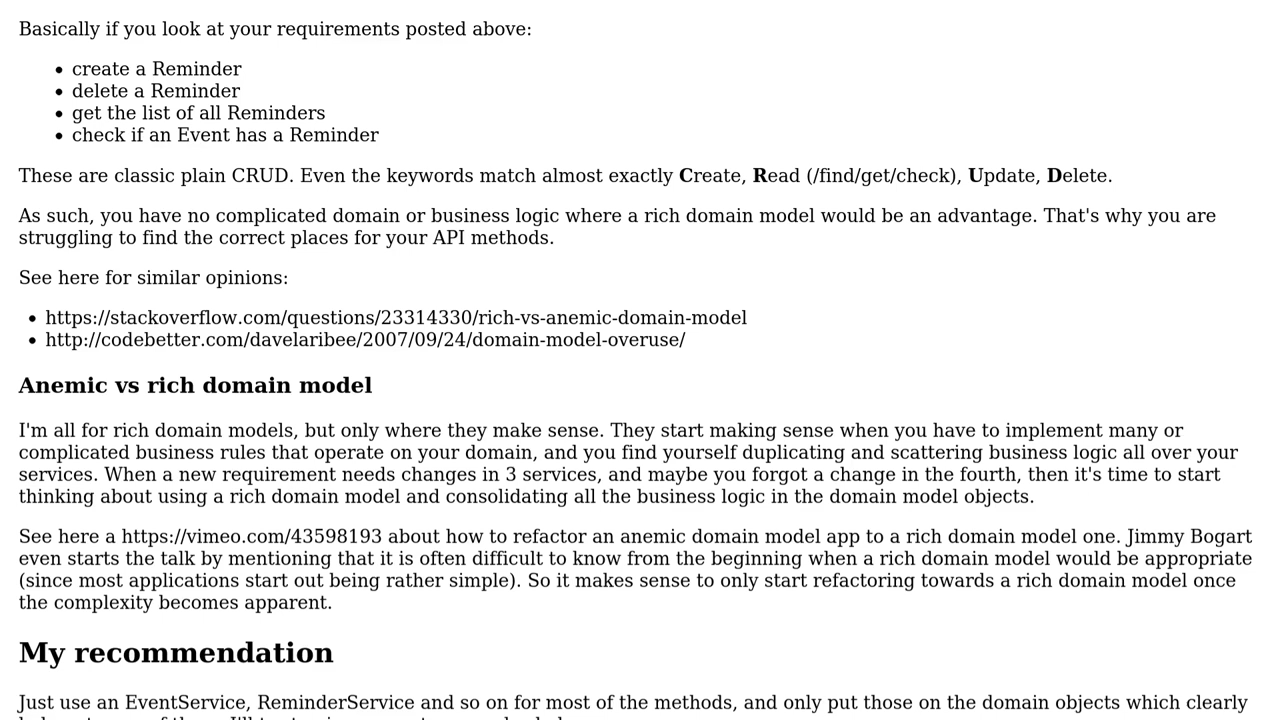 Basically if you look at your requirements posted above:
• create a Reminder
• delete a Reminder
• get the list of all Reminders
• check if an Event has a Reminder
These are classic plain CRUD. Even the keywords match almost exactly Create, Read (/find/get/check), Update, Delete.
As such, you have no complicated domain or business logic where a rich domain model would be an advantage. That's why you are
struggling to find the correct places for your API methods.
See here for similar opinions:
• https://stackoverflow.com/questions/23314330/rich-vs-anemic-domain-model
• http://codebetter.com/davelaribee/2007/09/24/domain-model-overuse/
Anemic vs rich domain model
I'm all for rich domain models, but only where they make sense. They start making sense when you have to implement many or
complicated business rules that operate on your domain, and you find yourself duplicating and scattering business logic all over your
services. When a new requirement needs changes in 3 services, and maybe you forgot a change in the fourth, then it's time to start
thinking about using a rich domain model and consolidating all the business logic in the domain model objects.
See here a https://vimeo.com/43598193 about how to refactor an anemic domain model app to a rich domain model one. Jimmy Bogart
even starts the talk by mentioning that it is often difficult to know from the beginning when a rich domain model would be appropriate
(since most applications start out being rather simple). So it makes sense to only start refactoring towards a rich domain model once
the complexity becomes apparent.
My recommendation
Just use an EventService, ReminderService and so on for most of the methods, and only put those on the domain objects which clearly